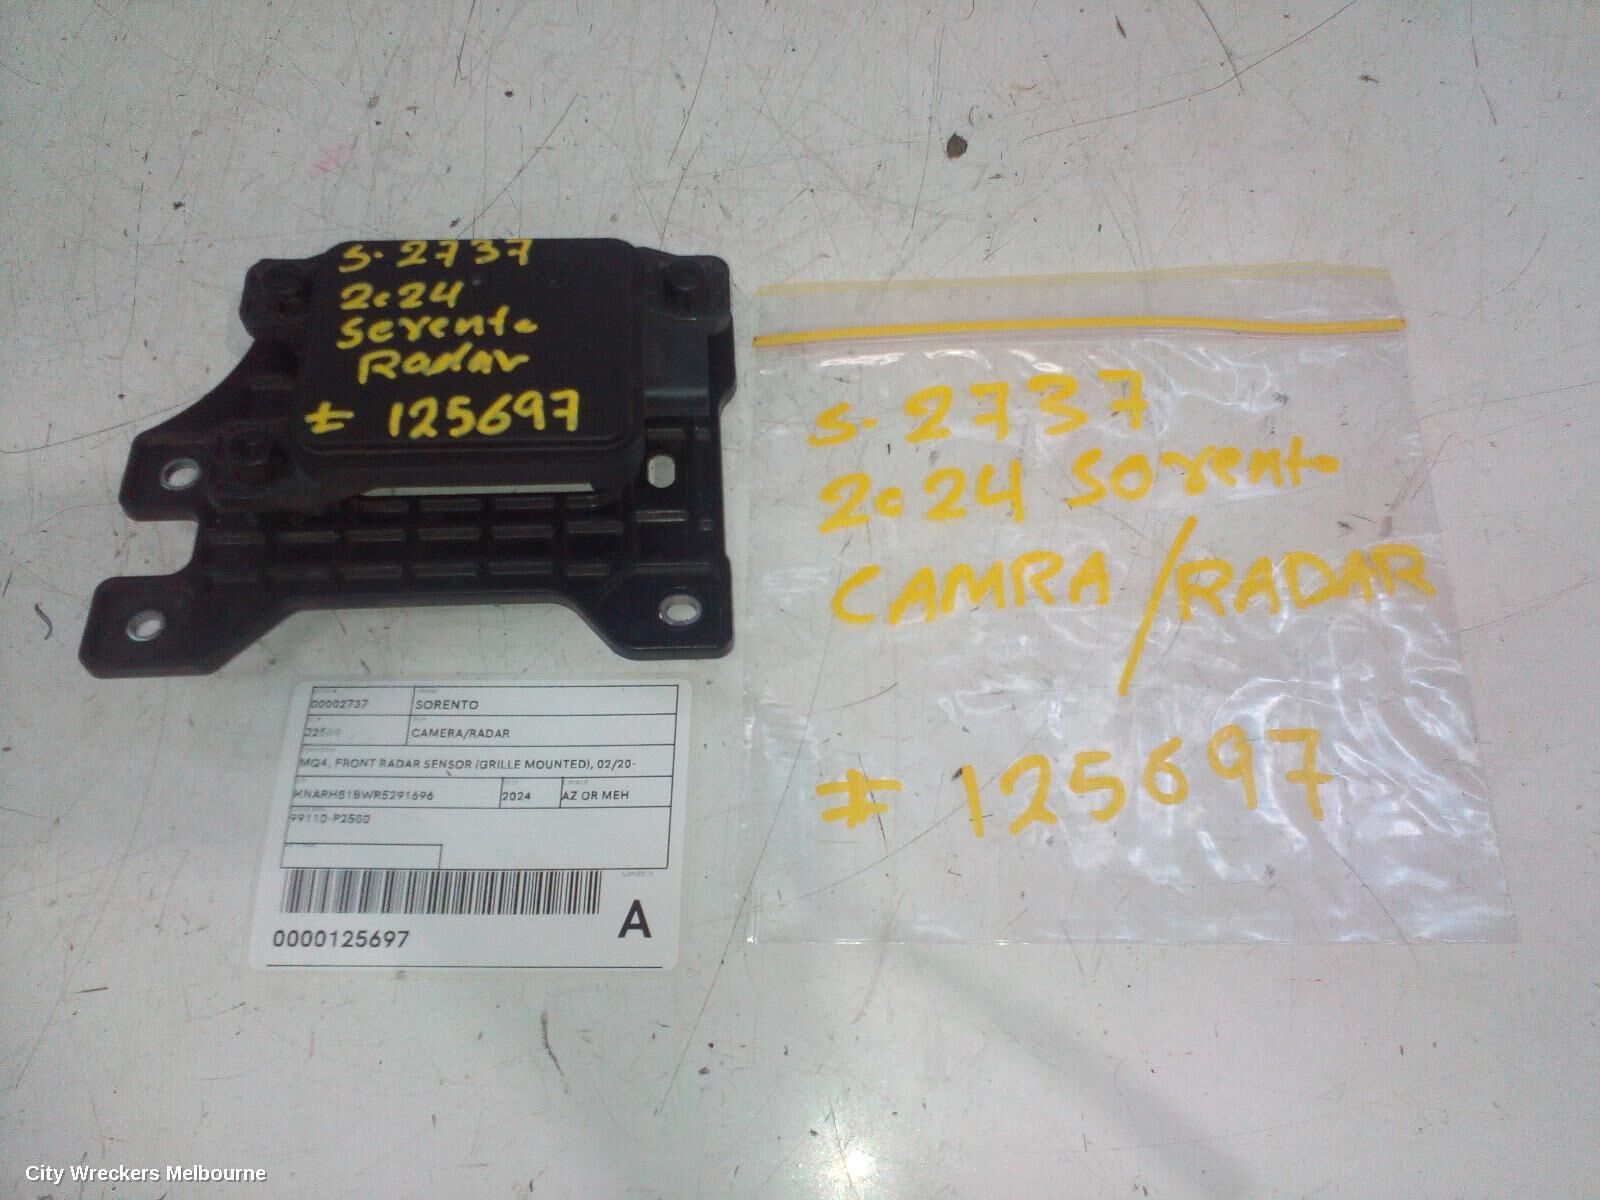 S. 2737
2024
Sorento
Radar
# 125697
S. 2737
2024 Sorento
CAMRA/RADAR
# 125697
00002737
SORENTO
CAMERA/RADAR
MQ4, FRONT RADAR SENSOR (GRILLE MOUNTED), 02/20-
KNARH81BWR5291696
2024
AZ OR MEH
99110-P2500
A
0000125697
City Wreckers Melbourne